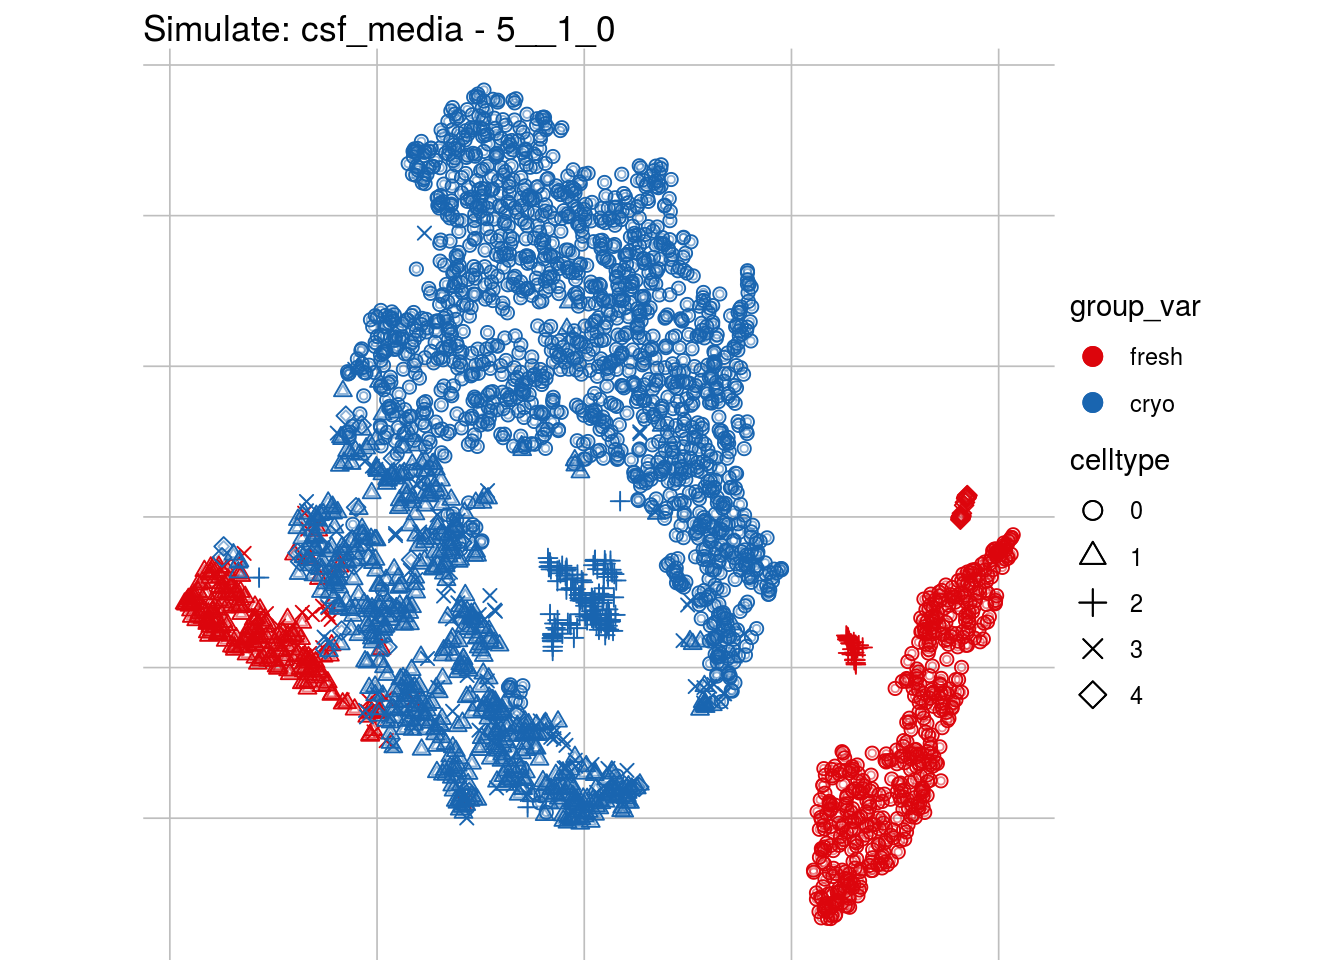 Simulate: csf_media - 5__1_0
group_var
fresh
cryo
celltype
0
1
2
3
4